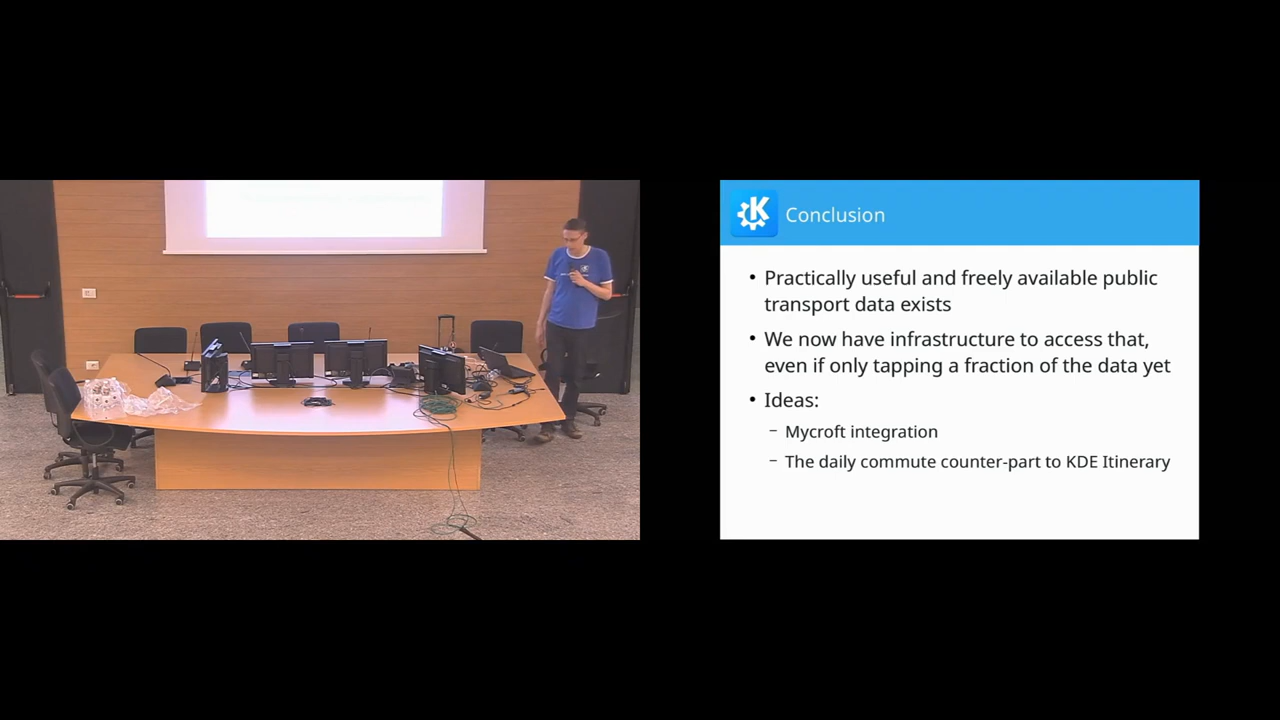 Conclusion
• Practically useful and freely available public
transport data exists
• We now have infrastructure to access that,
even if only tapping a fraction of the data yet
• Ideas:
– Mycroft integration
– The daily commute counter-part to KDE Itinerary